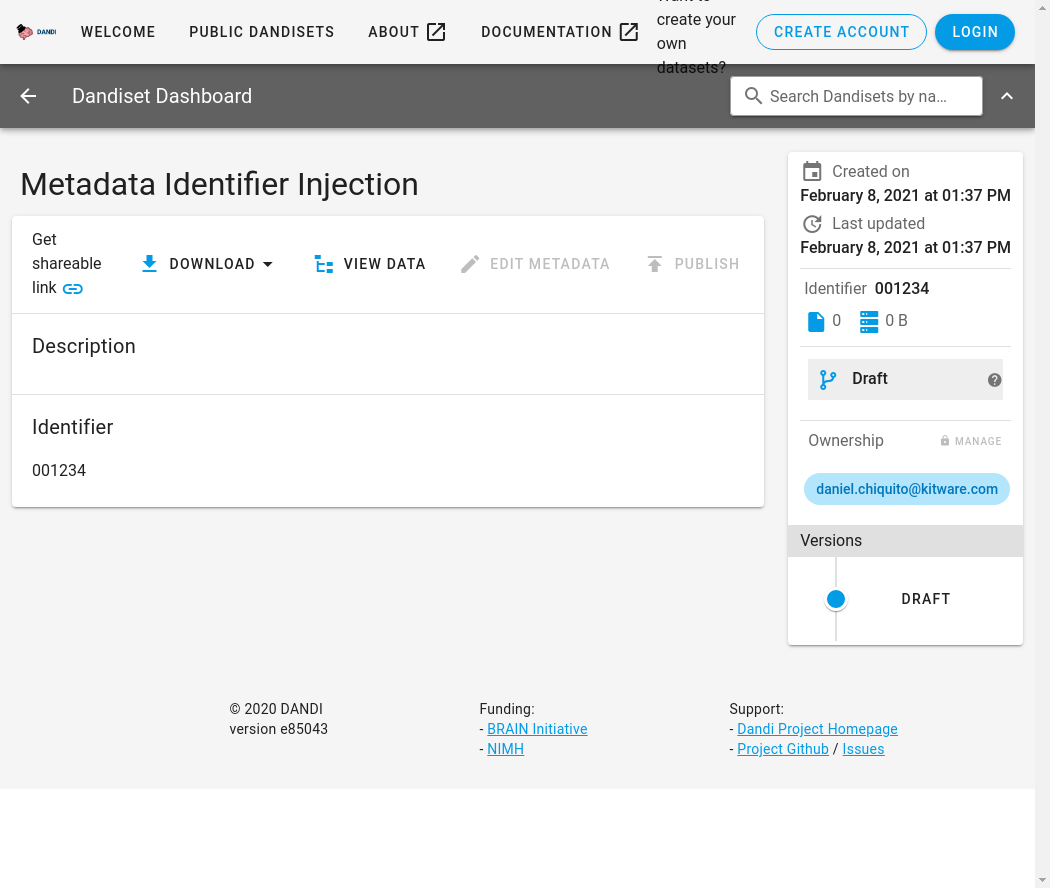 DANDI
WELCOME
PUBLIC DANDISETS
ABOUT
DOCUMENTATION
create your
own
datasets?
CREATE ACCOUNT
LOGIN
Dandiset Dashboard
Search Dandisets by na...
Metadata Identifier Injection
Get
shareable
link
DOWNLOAD
VIEW DATA
EDIT METADATA
PUBLISH
Description
Identifier
001234
Created on
February 8, 2021 at 01:37 PM
Last updated
February 8, 2021 at 01:37 PM
Identifier 001234
0
0 B
Draft
Ownership
MANAGE
daniel.chiquito@kitware.com
Versions
DRAFT
© 2020 DANDI
version e85043
Funding:
- BRAIN Initiative
- NIMH
Support:
- Dandi Project Homepage
- Project Github / Issues